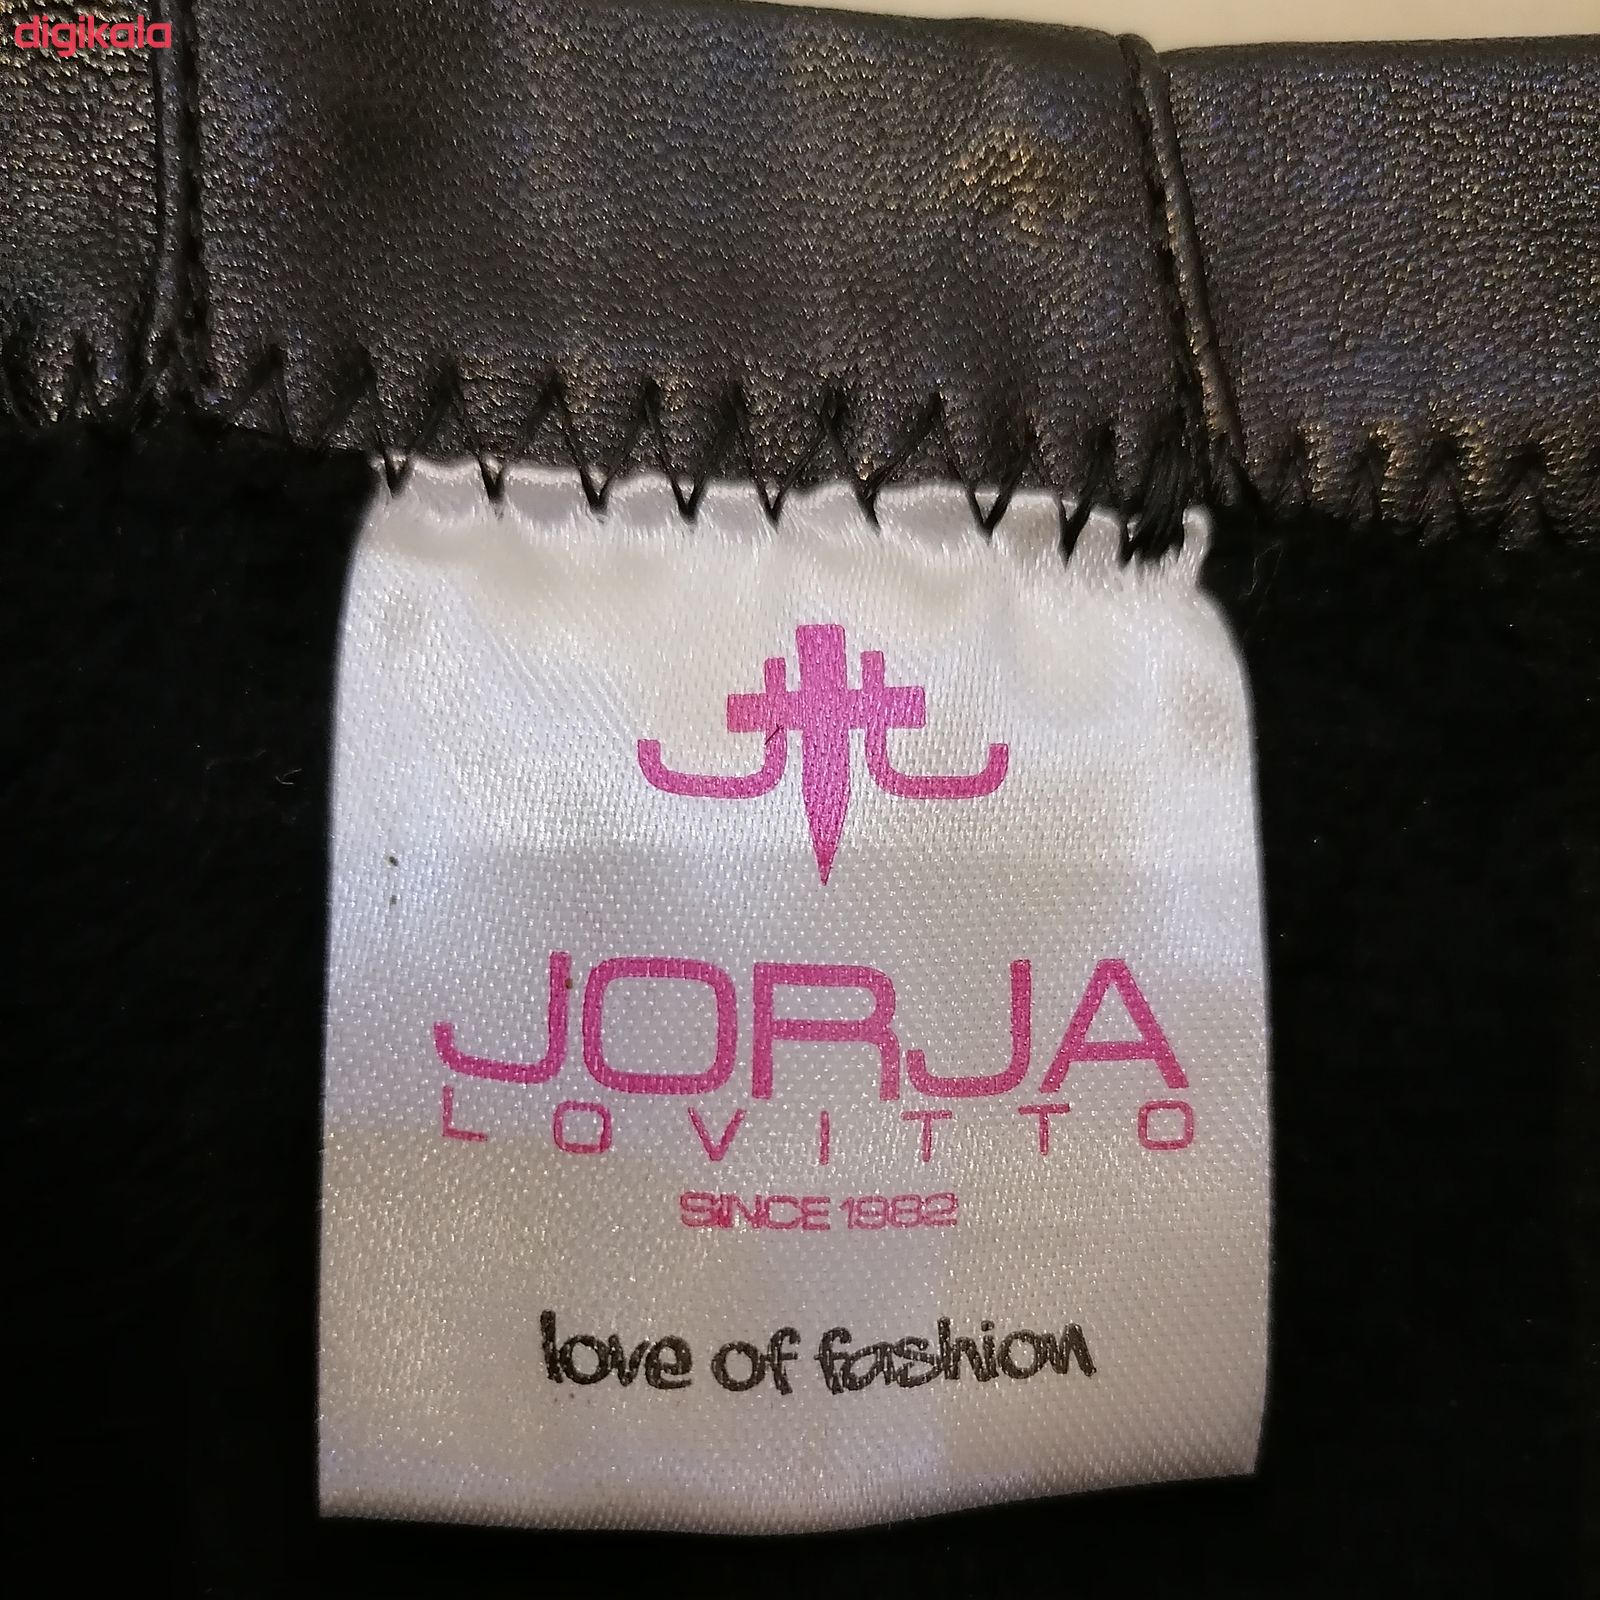 digikala
JORJA
LOVITTO
SINCE 1982
love of fashion